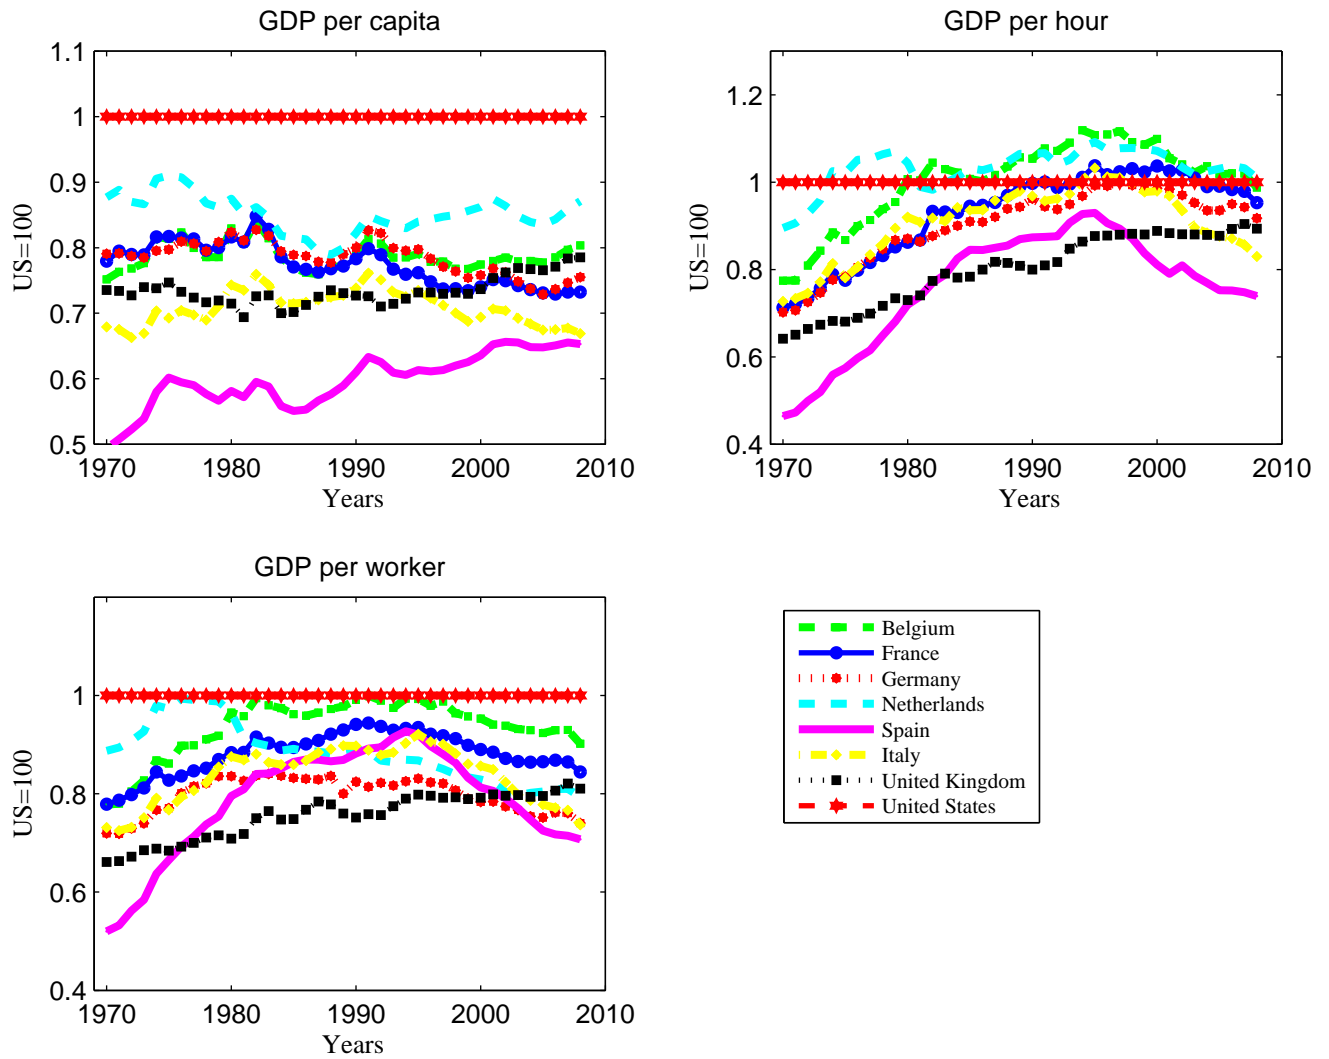 GDP per capita
1.1
1
0.9
0.8
0.7
0.6
0.5
US=100
1970 1980 1990 2000 2010
Years
GDP per hour
1.2
1
0.8
0.6
0.4
US=100
1970 1980 1990 2000 2010
Years
GDP per worker
1
0.8
0.6
0.4
US=100
1970 1980 1990 2000 2010
Years
Belgium
France
Germany
Netherlands
Spain
Italy
United Kingdom
United States